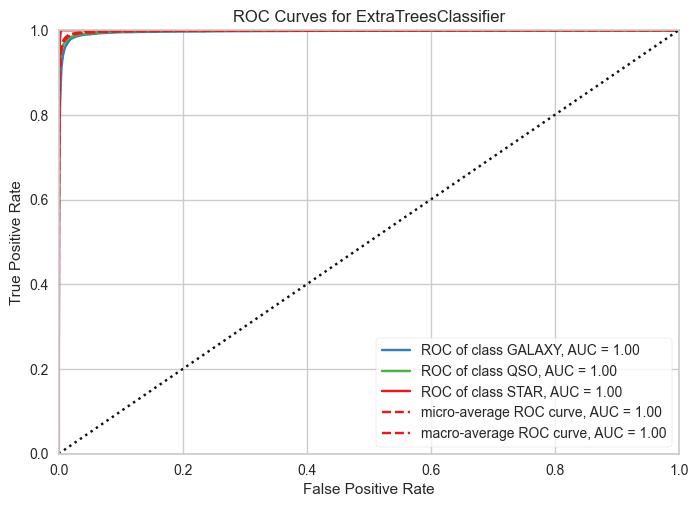 ROC Curves for ExtraTreesClassifier
1.0
0.8
0.6
0.4
0.2
0.0
True Positive Rate
ROC of class GALAXY, AUC = 1.00
ROC of class QSO, AUC = 1.00
ROC of class STAR, AUC = 1.00
micro-average ROC curve, AUC = 1.00
macro-average ROC curve, AUC = 1.00
0.0 0.2 0.4 0.6 0.8 1.0
False Positive Rate